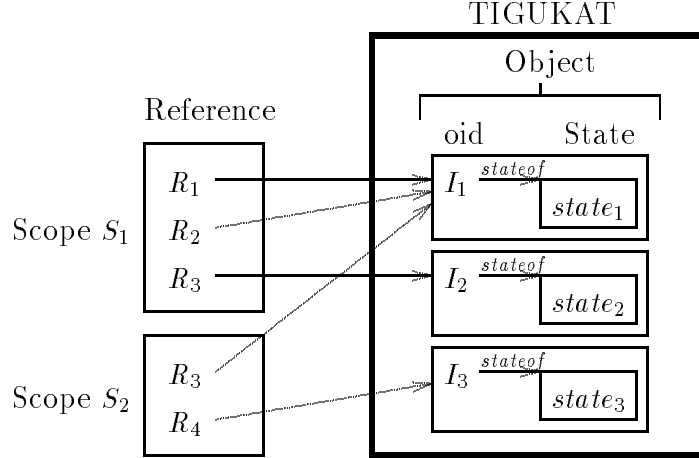 TIGUKAT
Object
Reference
oid State
R₁ I₁ stateof state₁
Scope S₁ R₂
R₃ I₂ stateof state₂
R₃ I₃ stateof state₃
Scope S₂
R₄